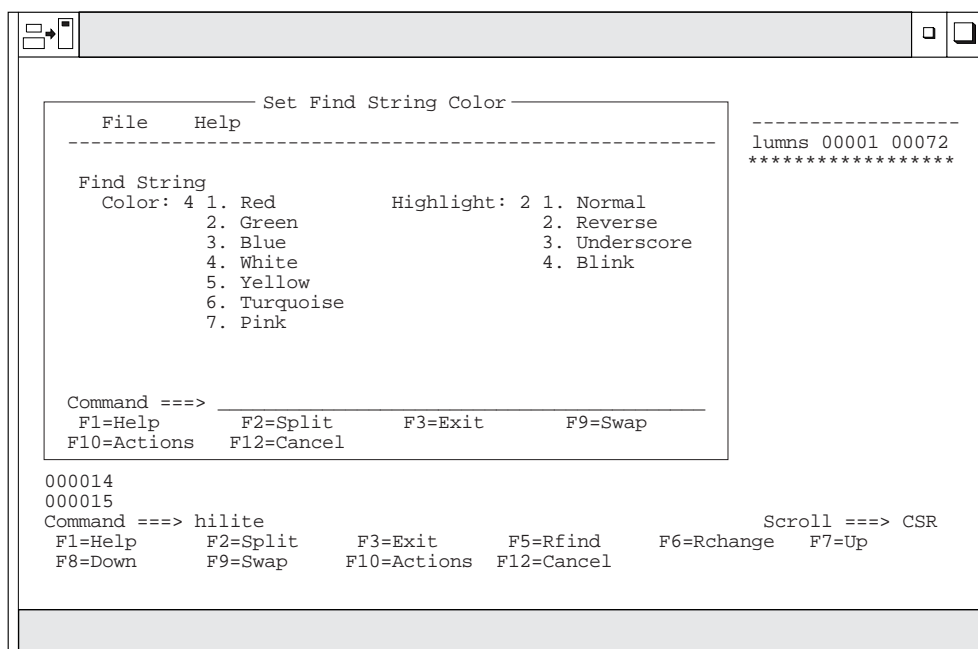 Set Find String Color
File Help
------------------
--------------------------------------------------------
lumns 00001 00072
******************
Find String
Color: 4 1. Red Highlight: 2 1. Normal
2. Green 2. Reverse
3. Blue 3. Underscore
4. White 4. Blink
5. Yellow
6. Turquoise
7. Pink
Command ===> __________________________________________
F1=Help F2=Split F3=Exit F9=Swap
F10=Actions F12=Cancel
000014
000015
Command ===> hilite Scroll ===> CSR
F1=Help F2=Split F3=Exit F5=Rfind F6=Rchange F7=Up
F8=Down F9=Swap F10=Actions F12=Cancel